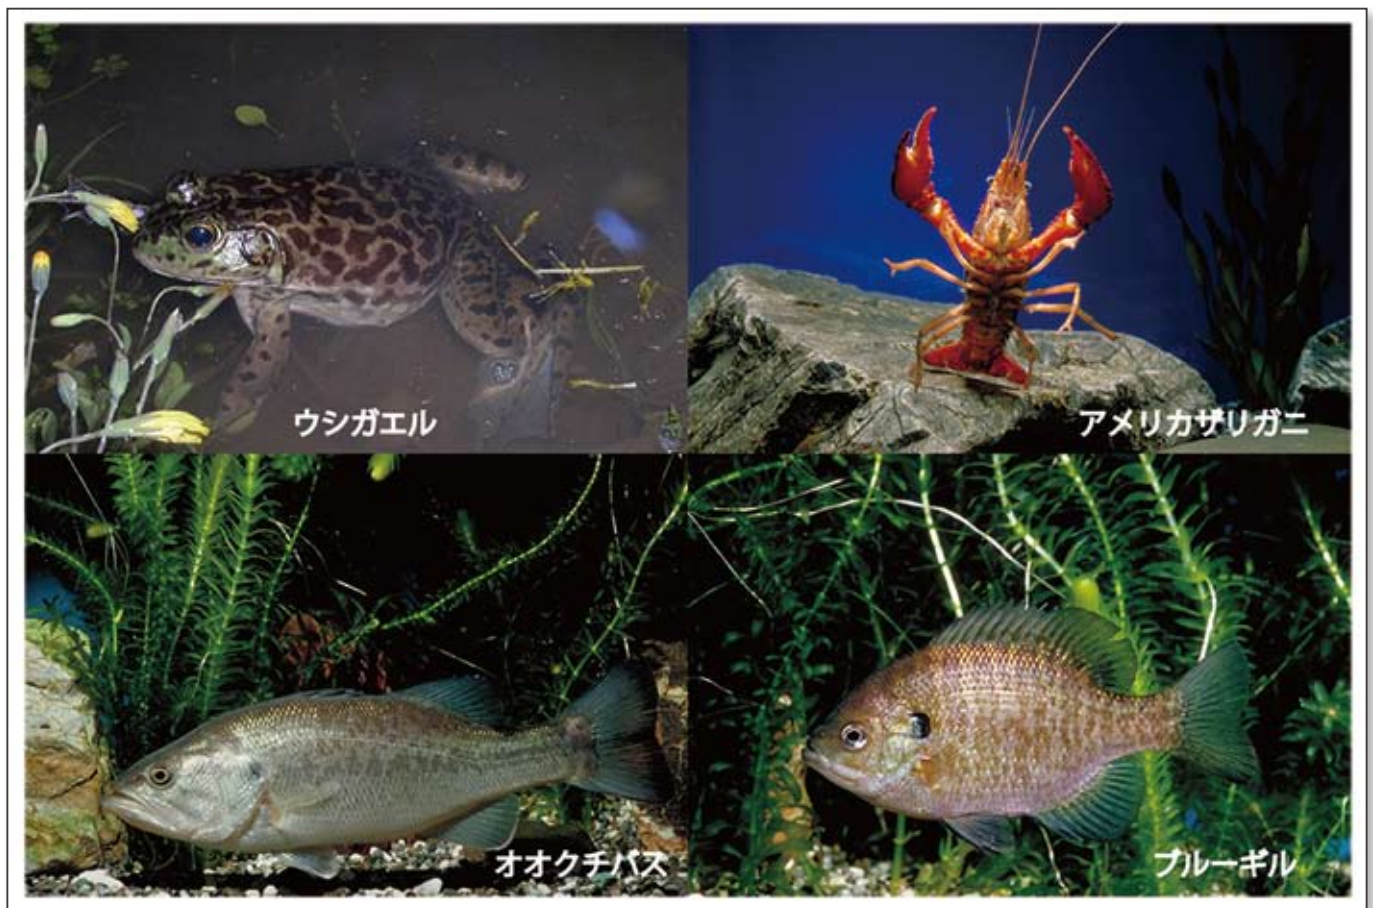 ウシガエル
アメリカザリガニ
オオクチバス
ブルーギル